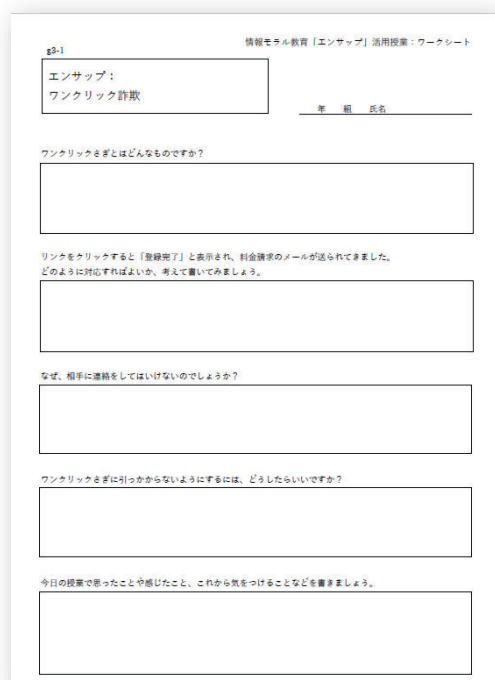 情報モラル教育「エンサップ」活用授業：ワークシート
g3-1
エンサップ：
ワンクリック詐欺
年　組　氏名
ワンクリックさぎとはどんなものですか？
リンクをクリックすると「登録完了」と表示され、料金請求のメールが送られてきました。
どのように対応すればよいか、考えて書いてみましょう。
なぜ、相手に連絡をしてはいけないのでしょうか？
ワンクリックさぎに引っかからないようにするには、どうしたらいいですか？
今日の授業で思ったことや感じたこと、これから気をつけることなどを書きましょう。